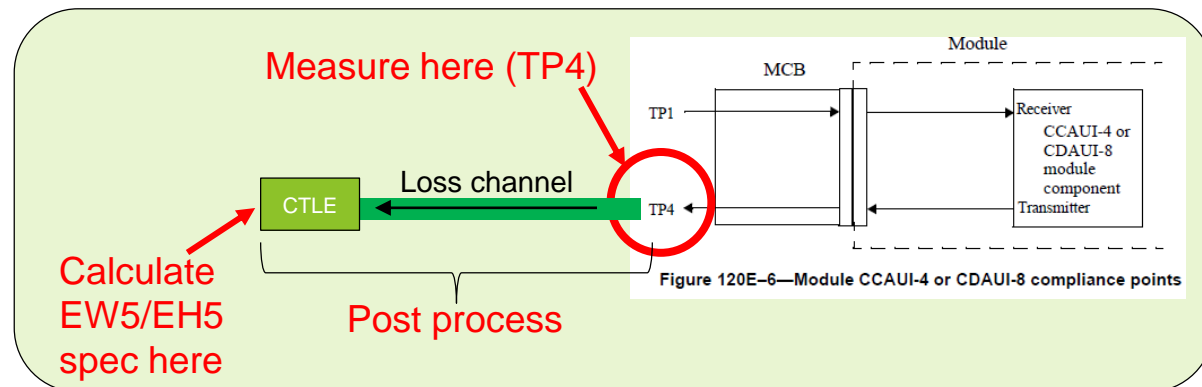 Measure here (TP4)
Module
MCB
TP1
Receiver
CCAUI-4 or
CDAUI-8
module
component
Transmitter
Loss channel
CTLE
TP4
Figure 120E–6—Module CCAUI-4 or CDAUI-8 compliance points
Calculate
EW5/EH5
spec here
Post process